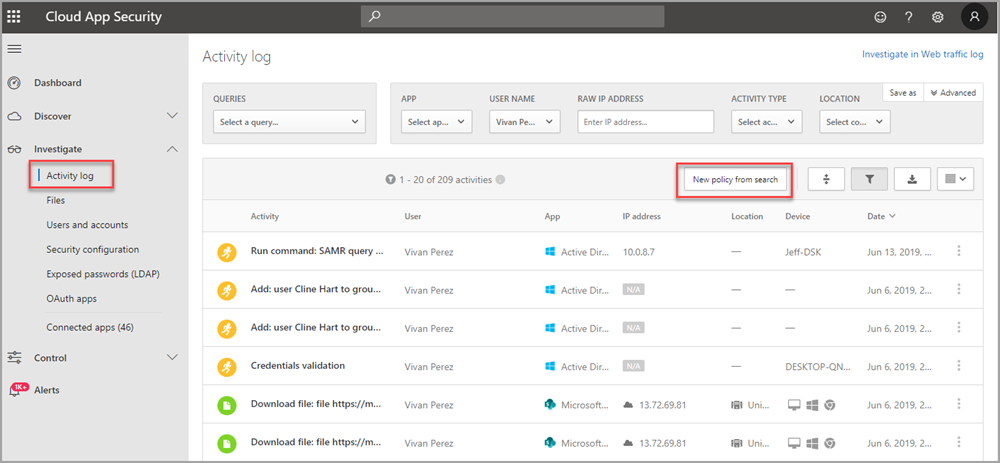 Cloud App Security
Activity log
Investigate in Web traffic log
Dashboard
Discover
Investigate
Activity log
Files
Users and accounts
Security configuration
Exposed passwords (LDAP)
OAuth apps
Connected apps (46)
Control
1K+
Alerts
QUERIES
Select a query...
APP
Select ap...
USER NAME
Vivan Pe...
RAW IP ADDRESS
Enter IP address...
ACTIVITY TYPE
Select ac...
LOCATION
Select co...
Save as
Advanced
1 - 20 of 209 activities
New policy from search
Activity User App IP address Location Device Date
Run command: SAMR query ... Vivan Perez Active Dir... 10.0.8.7 — Jeff-DSK Jun 13, 2019, ...
Add: user Cline Hart to grou... Vivan Perez Active Dir... N/A — — Jun 6, 2019, 2...
Add: user Cline Hart to grou... Vivan Perez Active Dir... N/A — — Jun 6, 2019, 2...
Credentials validation Vivan Perez Active Dir... N/A — DESKTOP-QN... Jun 6, 2019, 2...
Download file: file https://m... Vivan Perez Microsoft... 13.72.69.81 Uni... Jun 6, 2019, 2...
Download file: file https://m... Vivan Perez Microsoft... 13.72.69.81 Uni... Jun 6, 2019, 2...